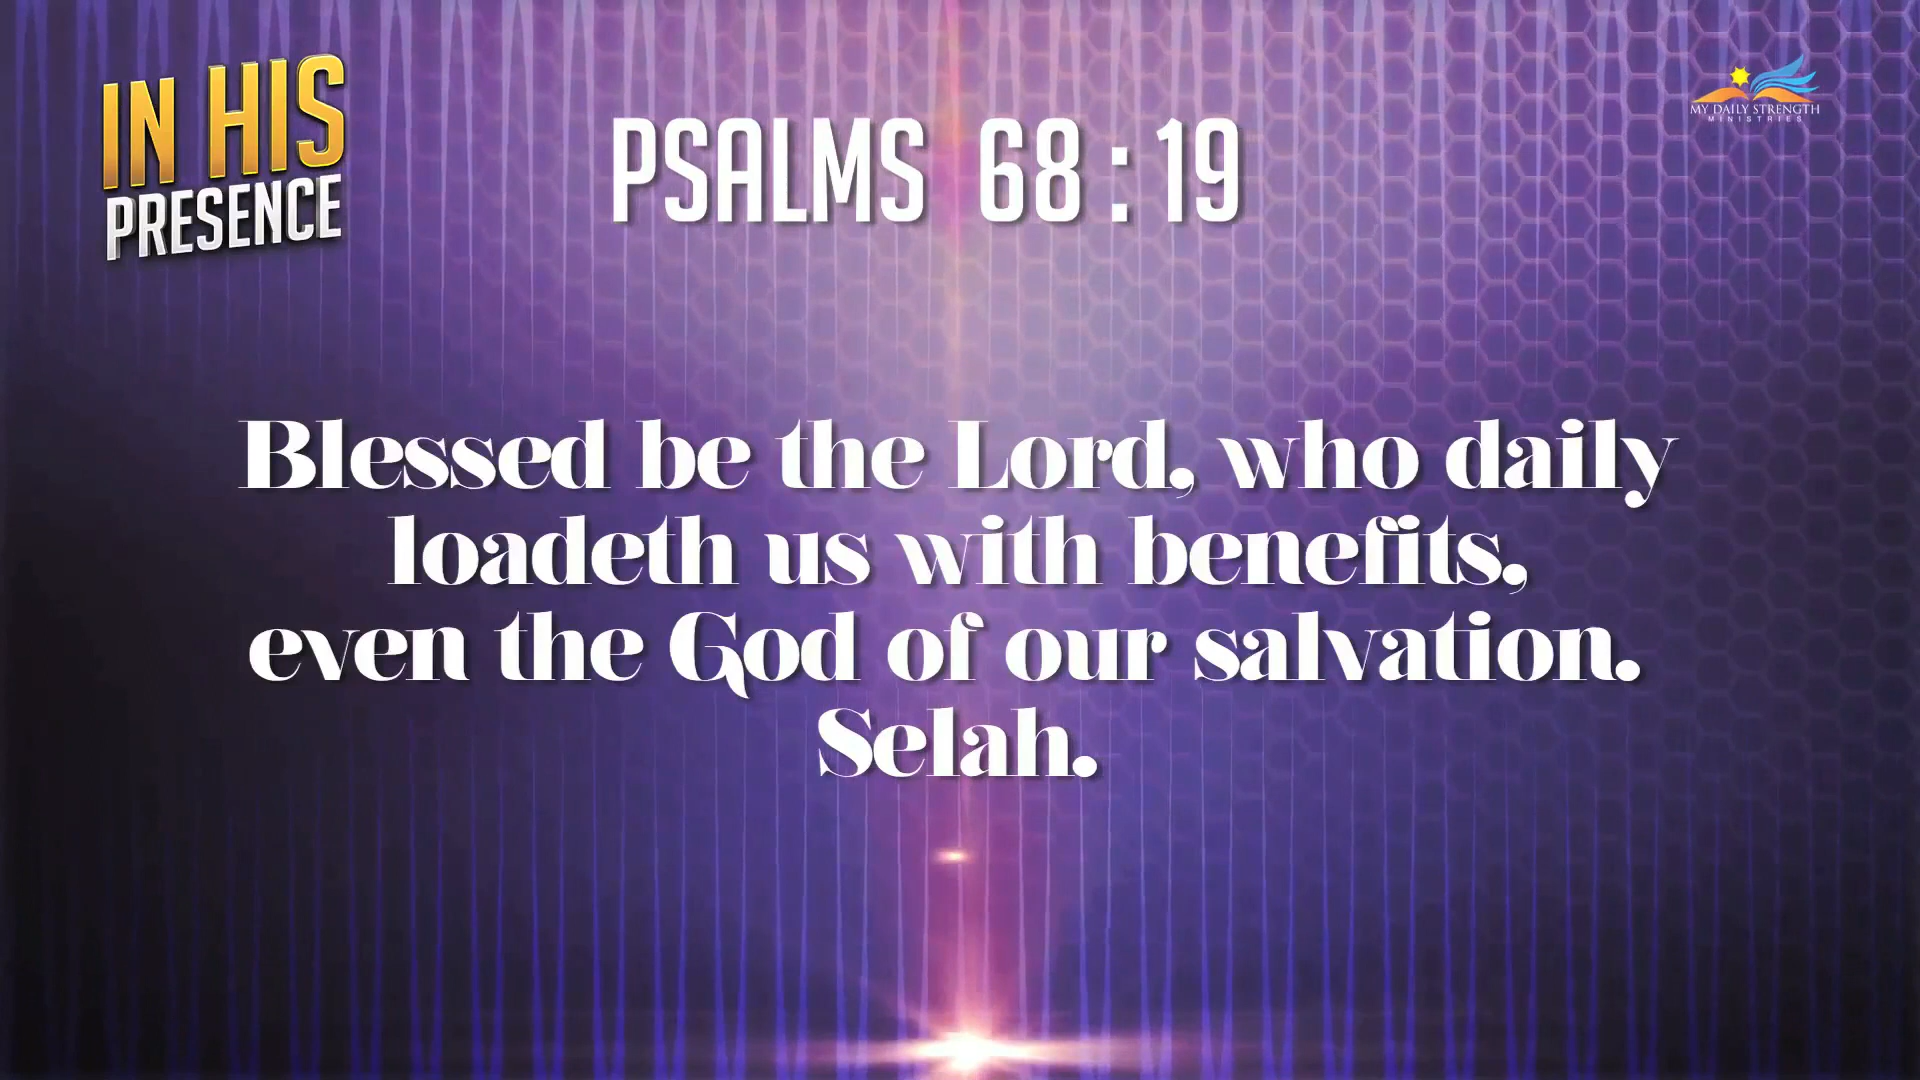 IN HIS
PRESENCE
PSALMS 68 : 19
MY DAILY STRENGTH
MINISTRIES
Blessed be the Lord, who daily
loadeth us with benefits,
even the God of our salvation.
Selah.